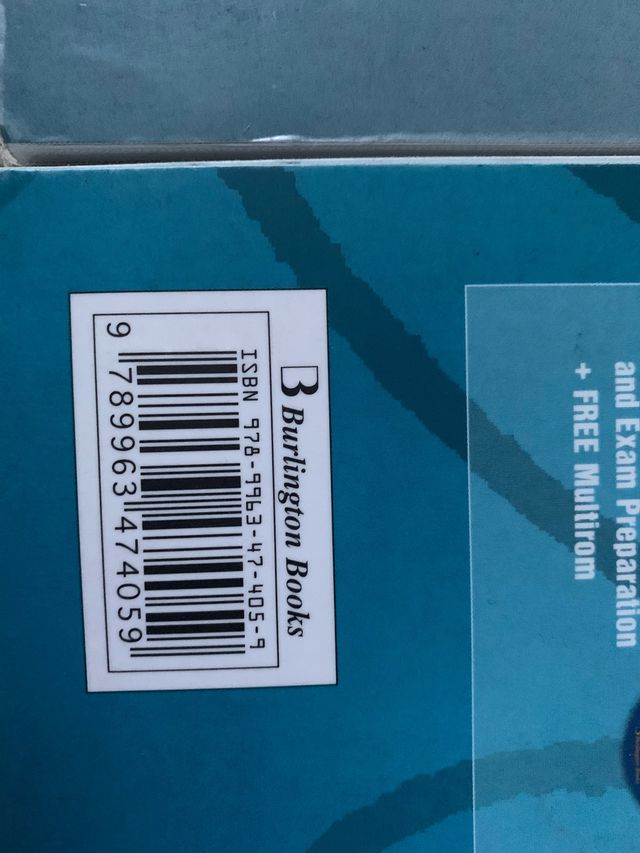 Burlington Books
ISBN 978-9963-47-405-9
9 789963 474059
and Exam Preparation
+ FREE Multirom